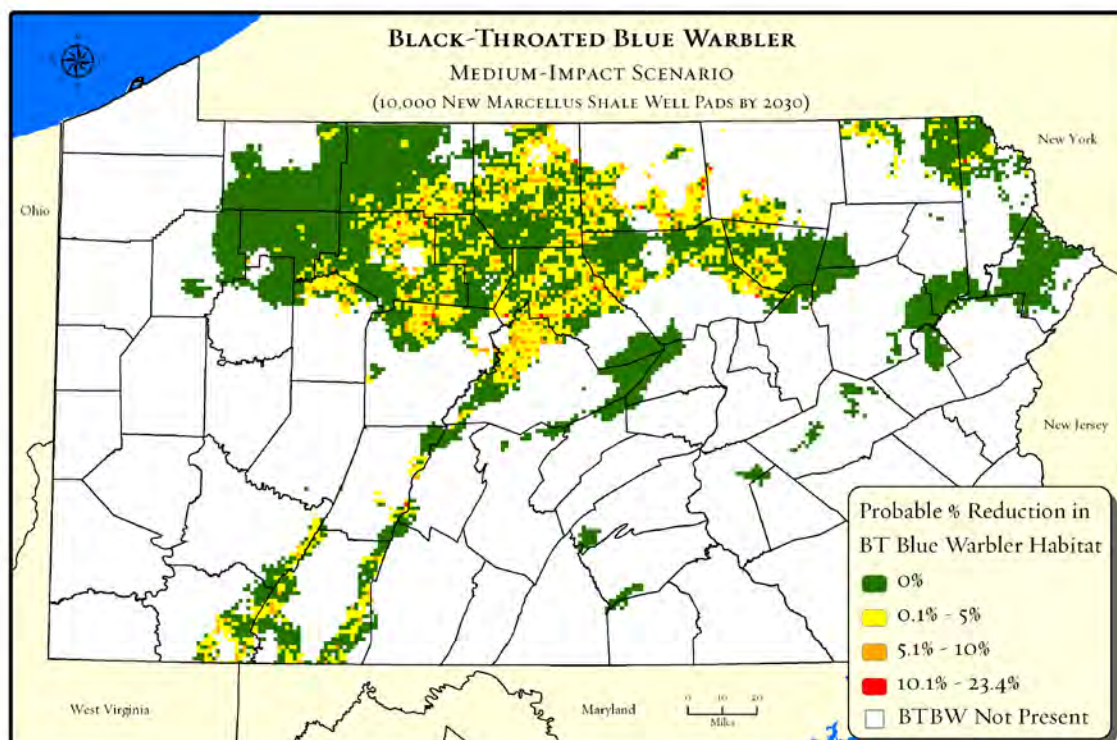 Black-Throated Blue Warbler
Medium-Impact Scenario
(10,000 New Marcellus Shale Well Pads by 2030)
New York
Ohio
New Jersey
Probable % Reduction in
BT Blue Warbler Habitat
0%
0.1% - 5%
5.1% - 10%
10.1% - 23.4%
BTBW Not Present
West Virginia
Maryland
0 10 20
Miles